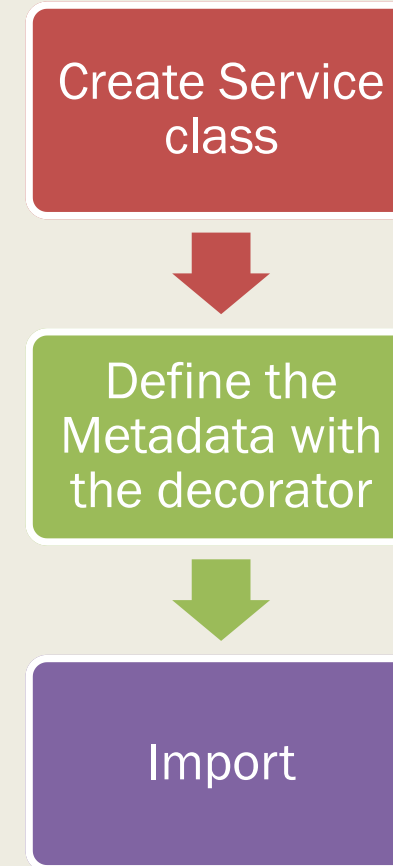 Create Service
class
Define the
Metadata with
the decorator
Import